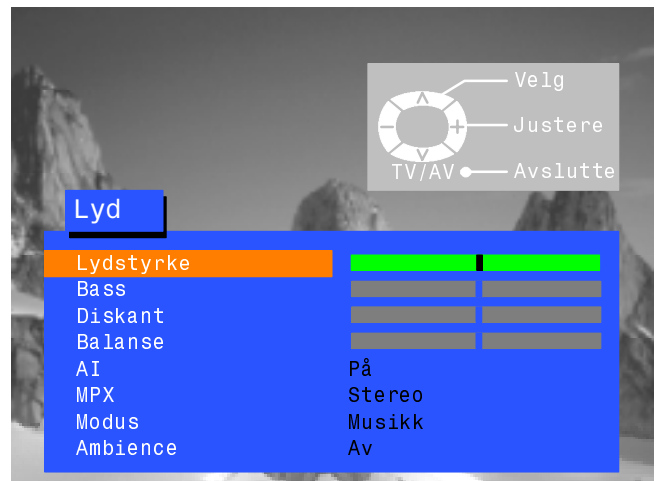 Velg
Justere
TV/AV Avslutte
Lyd
Lydstyrke
Bass
Diskant
Balanse
AI På
MPX Stereo
Modus Musikk
Ambience Av